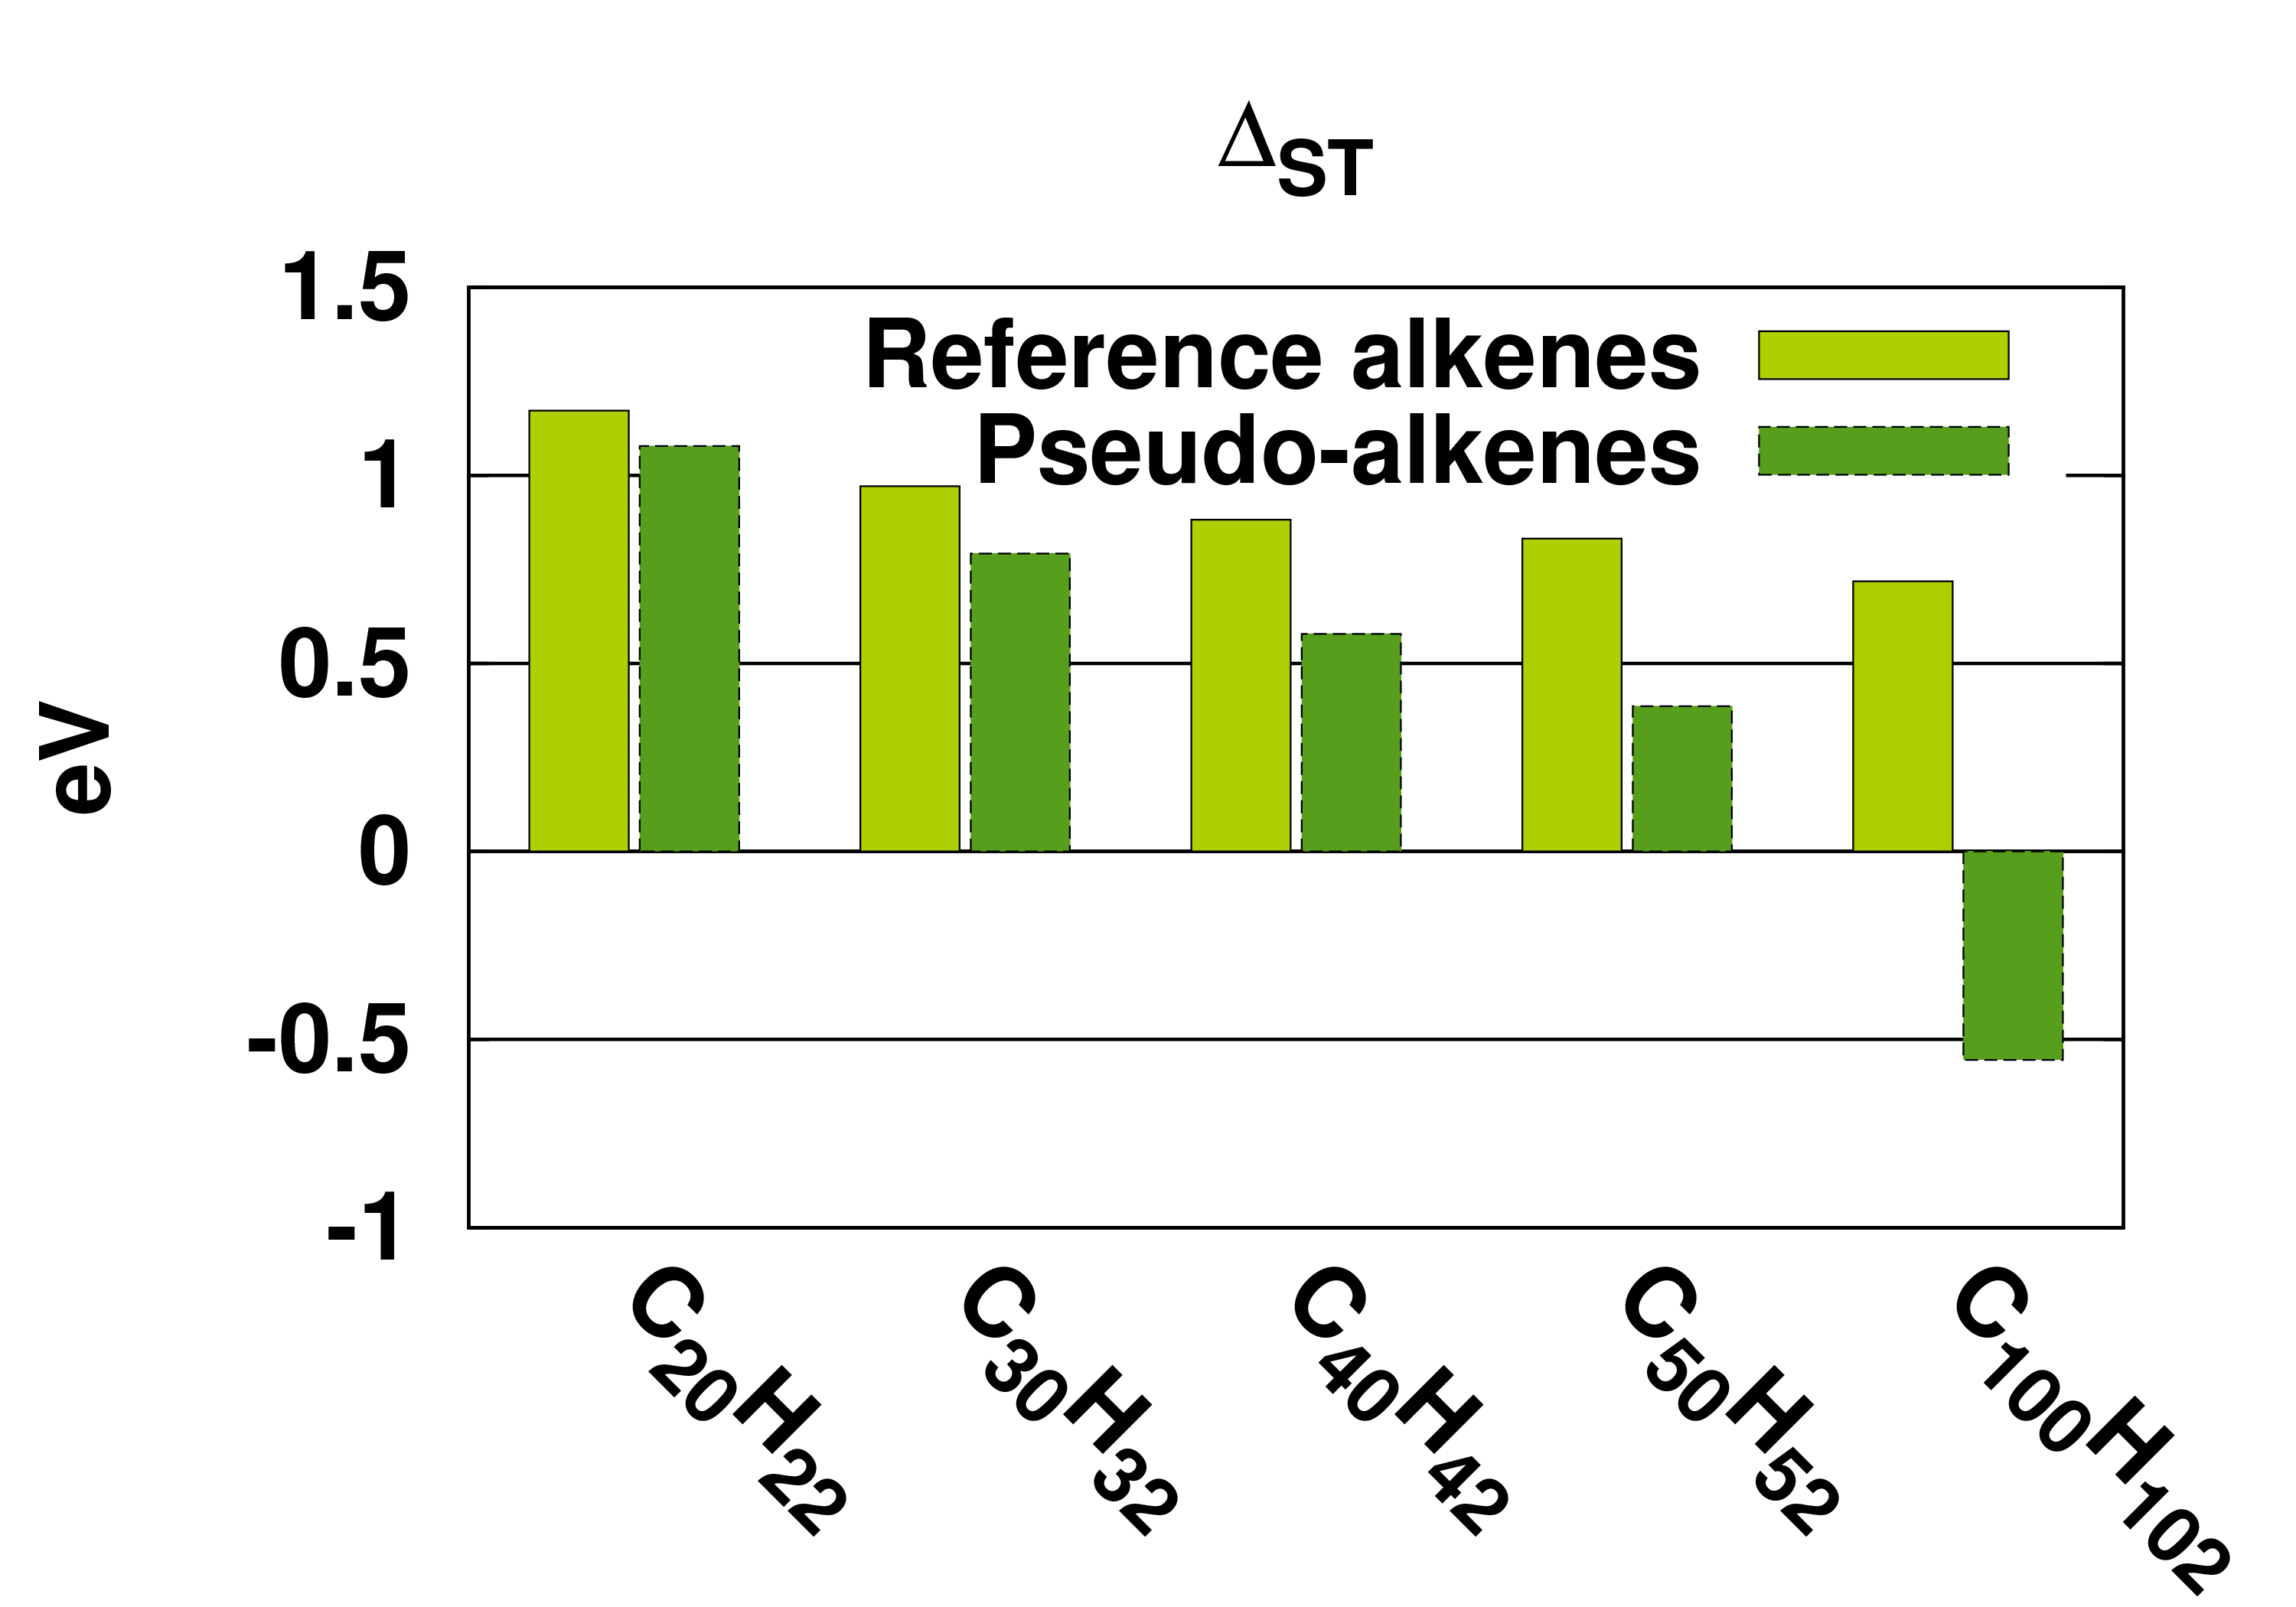 ΔST
1.5
Reference alkenes
Pseudo-alkenes
1
0.5
eV
0
-0.5
-1
C20H22
C30H32
C40H42
C50H52
C100H102